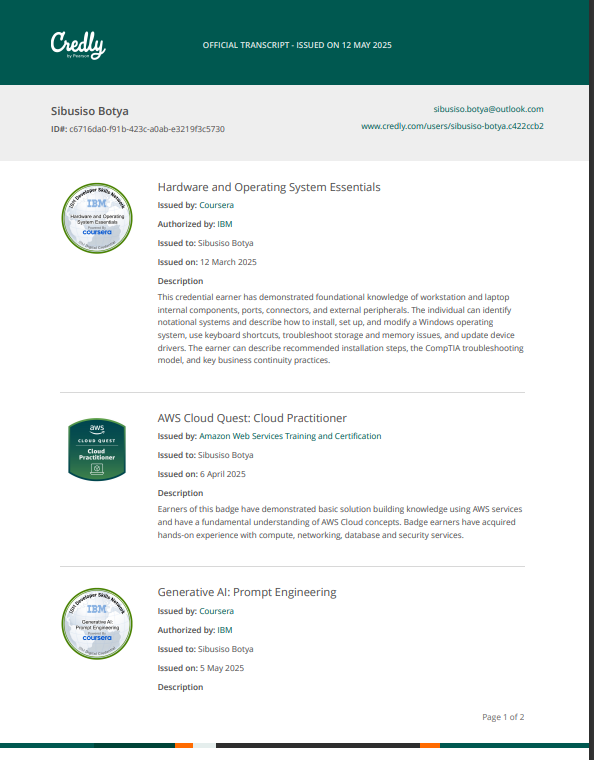 Credly
by Pearson
OFFICIAL TRANSCRIPT - ISSUED ON 12 MAY 2025
Sibusiso Botya
ID#: c6716da0-f91b-423c-a0ab-e3219f3c5730
sibusiso.botya@outlook.com
www.credly.com/users/sibusiso-botya.c422ccb2
IBM Developer Skills Network
IBM
Hardware and Operating
System Essentials
Powered By
coursera
Hardware and Operating System Essentials
Issued by: Coursera
Authorized by: IBM
Issued to: Sibusiso Botya
Issued on: 12 March 2025
Description
This credential earner has demonstrated foundational knowledge of workstation and laptop
internal components, ports, connectors, and external peripherals. The individual can identify
notational systems and describe how to install, set up, and modify a Windows operating
system, use keyboard shortcuts, troubleshoot storage and memory issues, and update device
drivers. The earner can describe recommended installation steps, the CompTIA troubleshooting
model, and key business continuity practices.
aws
CLOUD QUEST
Cloud
Practitioner
AWS Cloud Quest: Cloud Practitioner
Issued by: Amazon Web Services Training and Certification
Issued to: Sibusiso Botya
Issued on: 6 April 2025
Description
Earners of this badge have demonstrated basic solution building knowledge using AWS services
and have a fundamental understanding of AWS Cloud concepts. Badge earners have acquired
hands-on experience with compute, networking, database and security services.
IBM Developer Skills Network
IBM
Generative AI:
Prompt Engineering
Powered By
coursera
Generative AI: Prompt Engineering
Issued by: Coursera
Authorized by: IBM
Issued to: Sibusiso Botya
Issued on: 5 May 2025
Description
Page 1 of 2